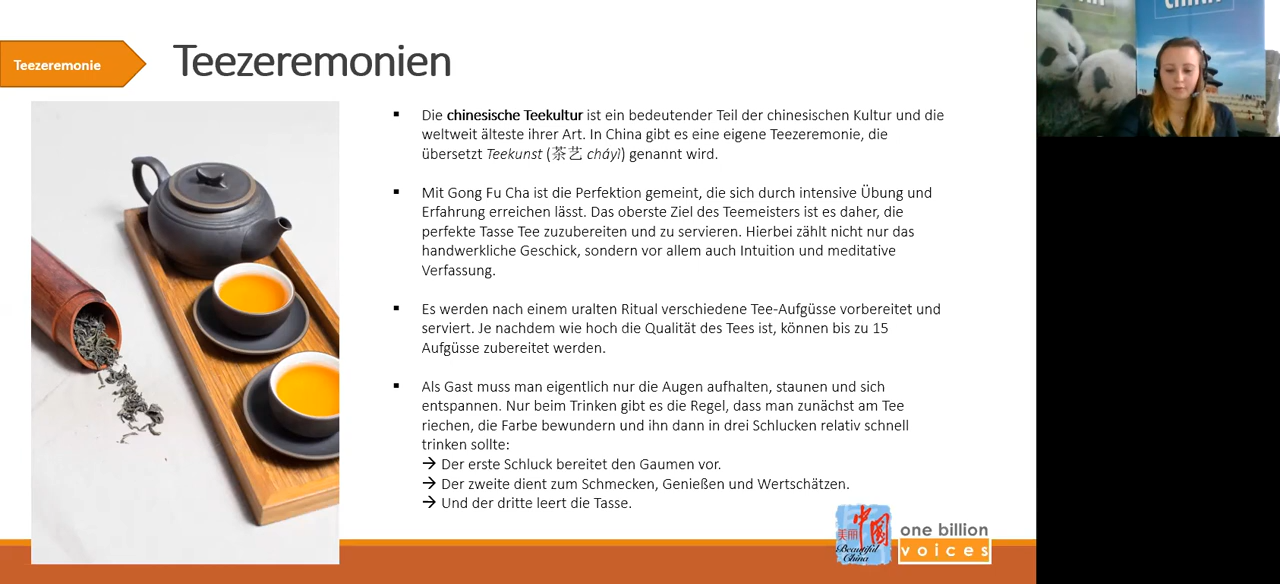 Teezeremonie
Teezeremonien
▪ Die chinesische Teekultur ist ein bedeutender Teil der chinesischen Kultur und die
weltweit älteste ihrer Art. In China gibt es eine eigene Teezeremonie, die
übersetzt Teekunst (茶艺 cháyì) genannt wird.
▪ Mit Gong Fu Cha ist die Perfektion gemeint, die sich durch intensive Übung und
Erfahrung erreichen lässt. Das oberste Ziel des Teemeisters ist es daher, die
perfekte Tasse Tee zuzubereiten und zu servieren. Hierbei zählt nicht nur das
handwerkliche Geschick, sondern vor allem auch Intuition und meditative
Verfassung.
▪ Es werden nach einem uralten Ritual verschiedene Tee-Aufgüsse vorbereitet und
serviert. Je nachdem wie hoch die Qualität des Tees ist, können bis zu 15
Aufgüsse zubereitet werden.
▪ Als Gast muss man eigentlich nur die Augen aufhalten, staunen und sich
entspannen. Nur beim Trinken gibt es die Regel, dass man zunächst am Tee
riechen, die Farbe bewundern und ihn dann in drei Schlucken relativ schnell
trinken sollte:
→ Der erste Schluck bereitet den Gaumen vor.
→ Der zweite dient zum Schmecken, Genießen und Wertschätzen.
→ Und der dritte leert die Tasse.
美丽
中国
Beautiful
China
one billion
voices